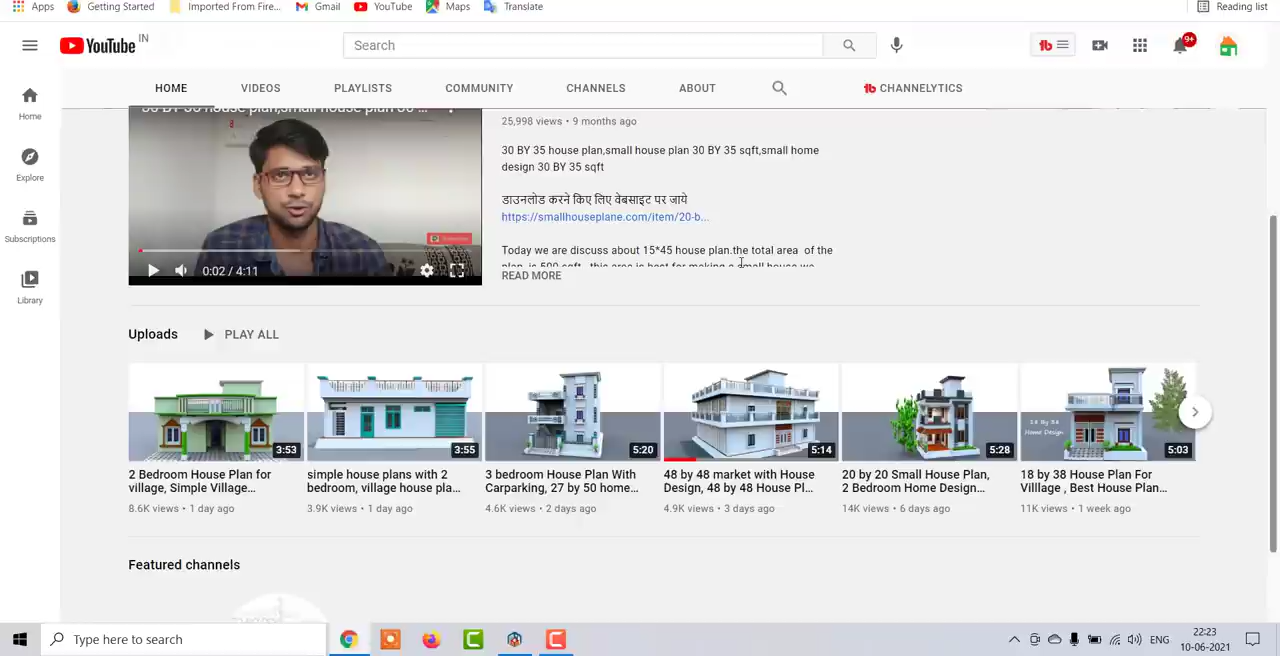 Apps Getting Started Imported From Fire... Gmail YouTube Maps Translate Reading list
YouTube IN
Search
9+
HOME VIDEOS PLAYLISTS COMMUNITY CHANNELS ABOUT CHANNELYTICS
Home
Explore
Subscriptions
Library
0:02 / 4:11
25,998 views • 9 months ago
30 BY 35 house plan,small house plan 30 BY 35 sqft,small home
design 30 BY 35 sqft
डाउनलोड करने किए लिए वेबसाइट पर जाये
https://smallhouseplane.com/item/20-b...
Today we are discuss about 15*45 house plan.the total area of the
READ MORE
Uploads PLAY ALL
3:53
2 Bedroom House Plan for
village, Simple Village...
8.6K views • 1 day ago
3:55
simple house plans with 2
bedroom, village house pla...
3.9K views • 1 day ago
5:20
3 bedroom House Plan With
Carparking, 27 by 50 home...
4.6K views • 2 days ago
5:14
48 by 48 market with House
Design, 48 by 48 House Pl...
4.9K views • 3 days ago
5:28
20 by 20 Small House Plan,
2 Bedroom Home Design...
14K views • 6 days ago
18 By 38
Home Design
5:03
18 by 38 House Plan For
Villlage , Best House Plan...
11K views • 1 week ago
Featured channels
Type here to search
ENG
22:23
10-06-2021